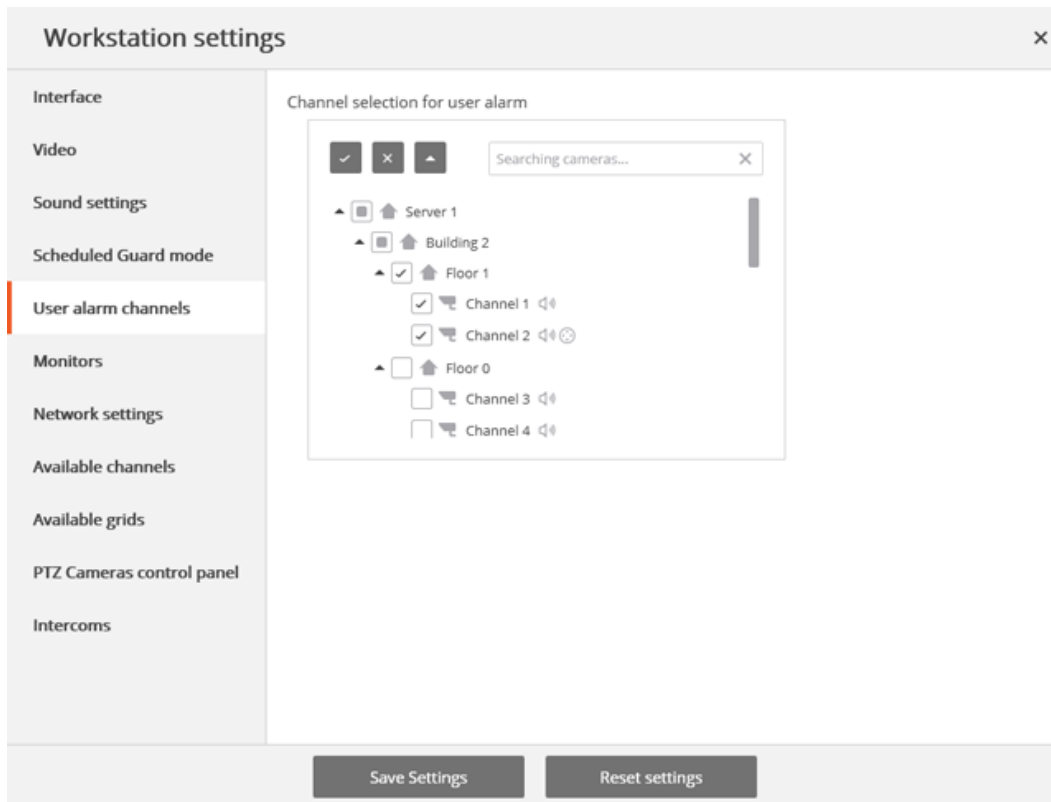 Workstation settings
Interface
Video
Sound settings
Scheduled Guard mode
User alarm channels
Monitors
Network settings
Available channels
Available grids
PTZ Cameras control panel
Intercoms
Channel selection for user alarm
Searching cameras...
Server 1
Building 2
Floor 1
Channel 1
Channel 2
Floor 0
Channel 3
Channel 4
Save Settings
Reset settings